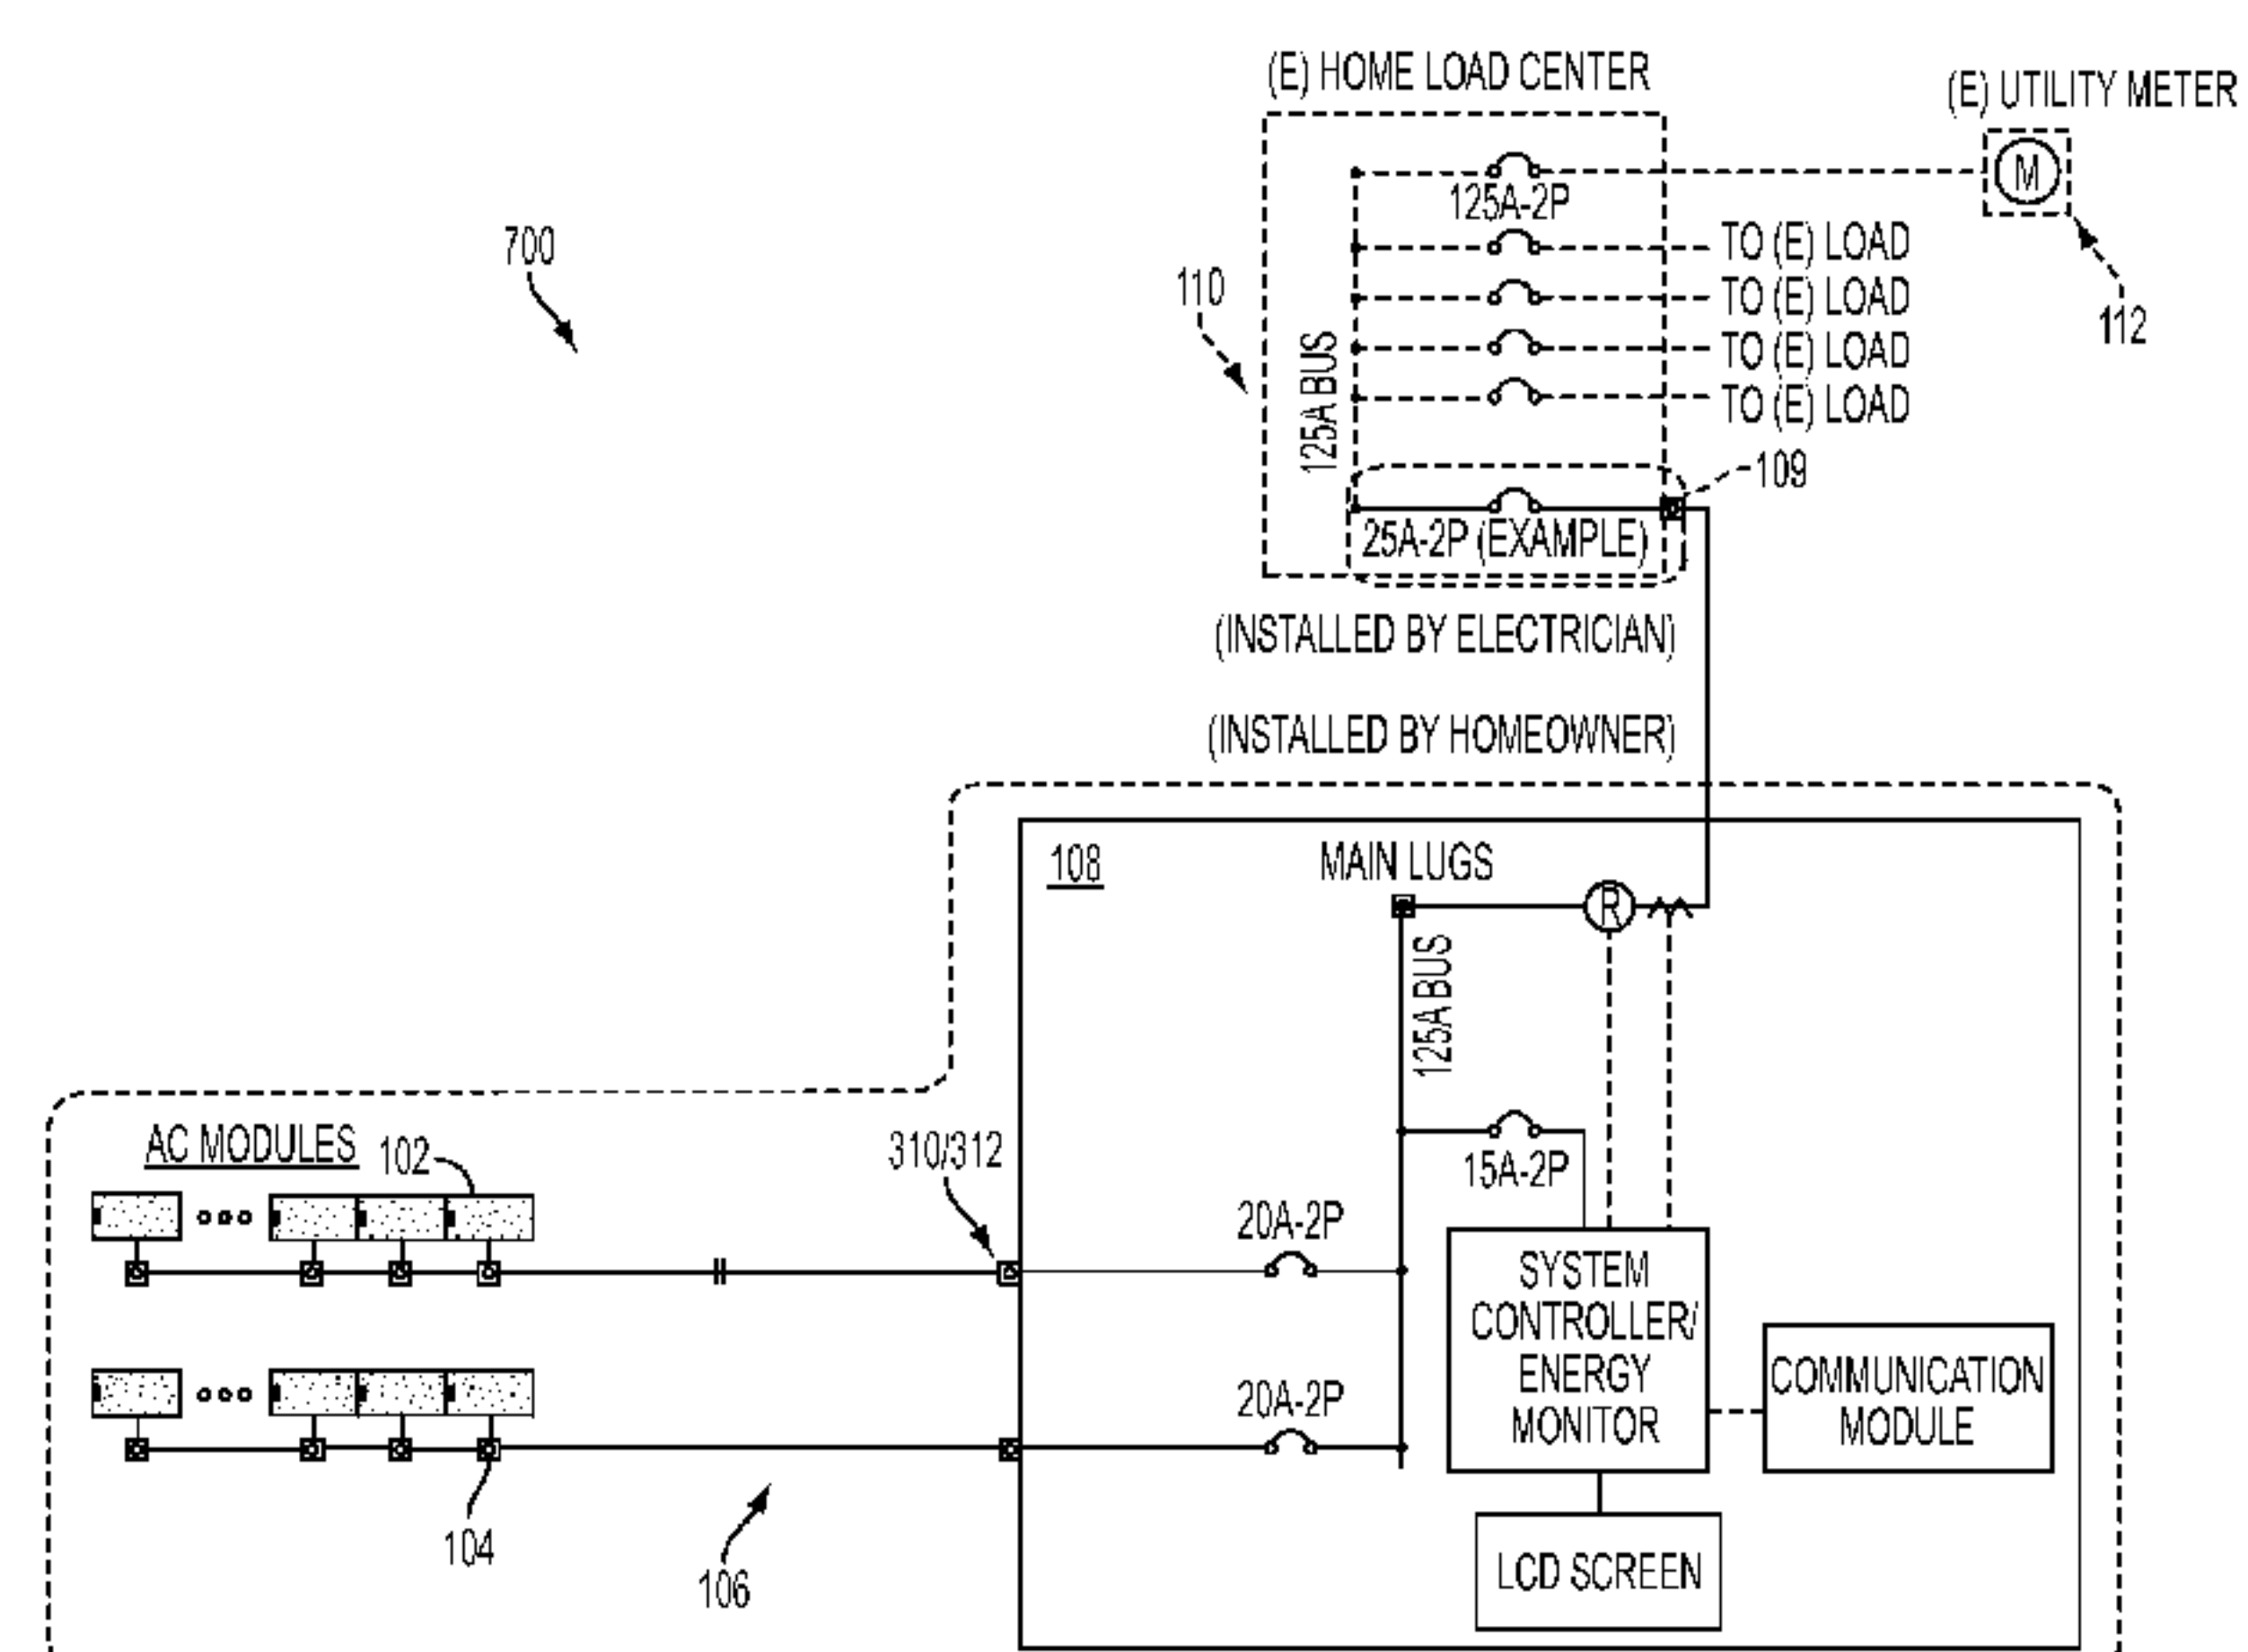 (E) HOME LOAD CENTER
(E) UTILITY METER
M
125A-2P
700
TO (E) LOAD
110
TO (E) LOAD
112
TO (E) LOAD
125A BUS
TO (E) LOAD
109
25A-2P (EXAMPLE)
(INSTALLED BY ELECTRICIAN)
(INSTALLED BY HOMEOWNER)
108
MAIN LUGS
R
125A BUS
AC MODULES
102
310/312
15A-2P
20A-2P
SYSTEM
CONTROLLER/
ENERGY
MONITOR
COMMUNICATION
MODULE
20A-2P
104
106
LCD SCREEN